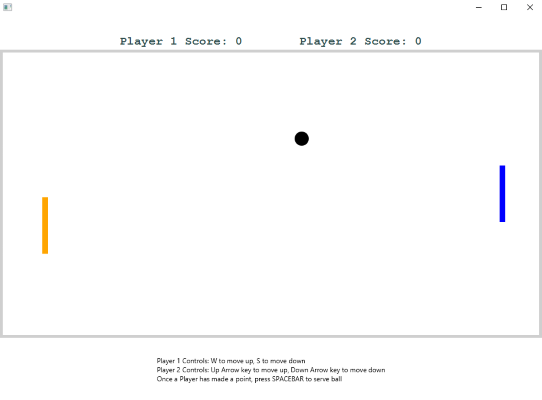 Player 1 Score: 0 Player 2 Score: 0
Player 1 Controls: W to move up, S to move down
Player 2 Controls: Up Arrow key to move up, Down Arrow key to move down
Once a Player has made a point, press SPACEBAR to serve ball